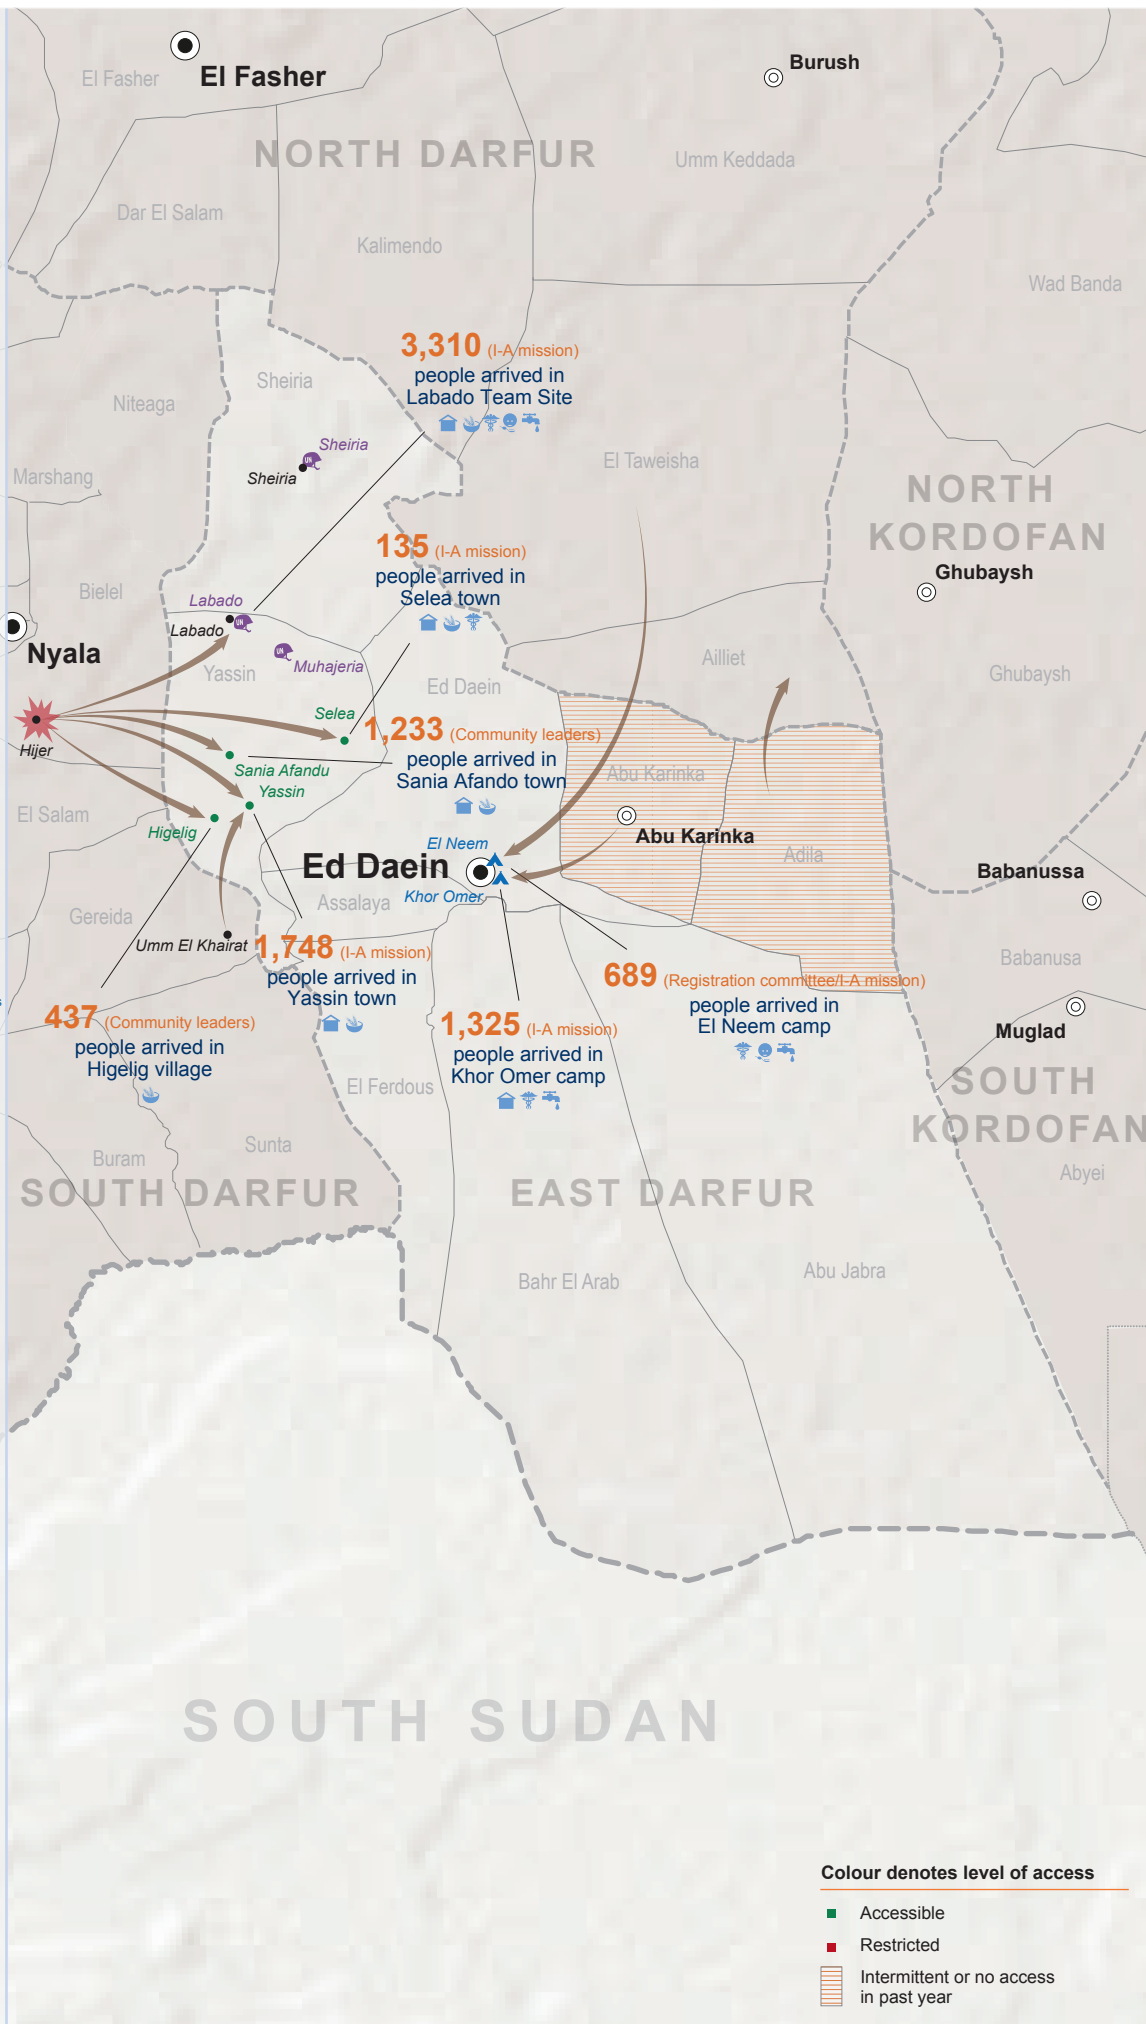 El Fasher
El Fasher
Burush
NORTH DARFUR
Umm Keddada
Dar El Salam
Kalimendo
Wad Banda
3,310 (I-A mission)
people arrived in
Labado Team Site
Sheiria
Niteaga
Sheiria
Sheiria
El Taweisha
Marshang
NORTH
KORDOFAN
135 (I-A mission)
people arrived in
Selea town
Ghubaysh
Bielel
Labado
UN
Labado
Nyala
UN
Muhajeria
Yassin
Ailliet
Ghubaysh
Ed Daein
Selea
1,233 (Community leaders)
people arrived in
Sania Afando town
Hijer
Sania Afandu
Yassin
Abu Karinka
El Salam
Higelig
El Neem
Abu Karinka
Adila
Ed Daein
Babanussa
Khor Omer
Assalaya
Gereida
Umm El Khairat
1,748 (I-A mission)
people arrived in
Yassin town
Babanusa
689 (Registration committee/I-A mission)
people arrived in
El Neem camp
437 (Community leaders)
people arrived in
Higelig village
1,325 (I-A mission)
people arrived in
Khor Omer camp
Muglad
El Ferdous
SOUTH
KORDOFAN
Sunta
Buram
Abyei
SOUTH DARFUR
EAST DARFUR
Bahr El Arab
Abu Jabra
SOUTH SUDAN
Colour denotes level of access
Accessible
Restricted
Intermittent or no access
in past year